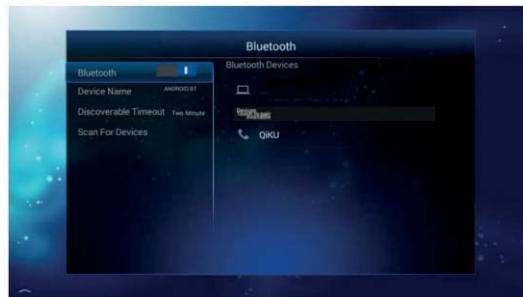 Bluetooth
Bluetooth
Device Name ANDROID BT
Discoverable Timeout Two Minute
Scan For Devices
Bluetooth Devices
QiKU